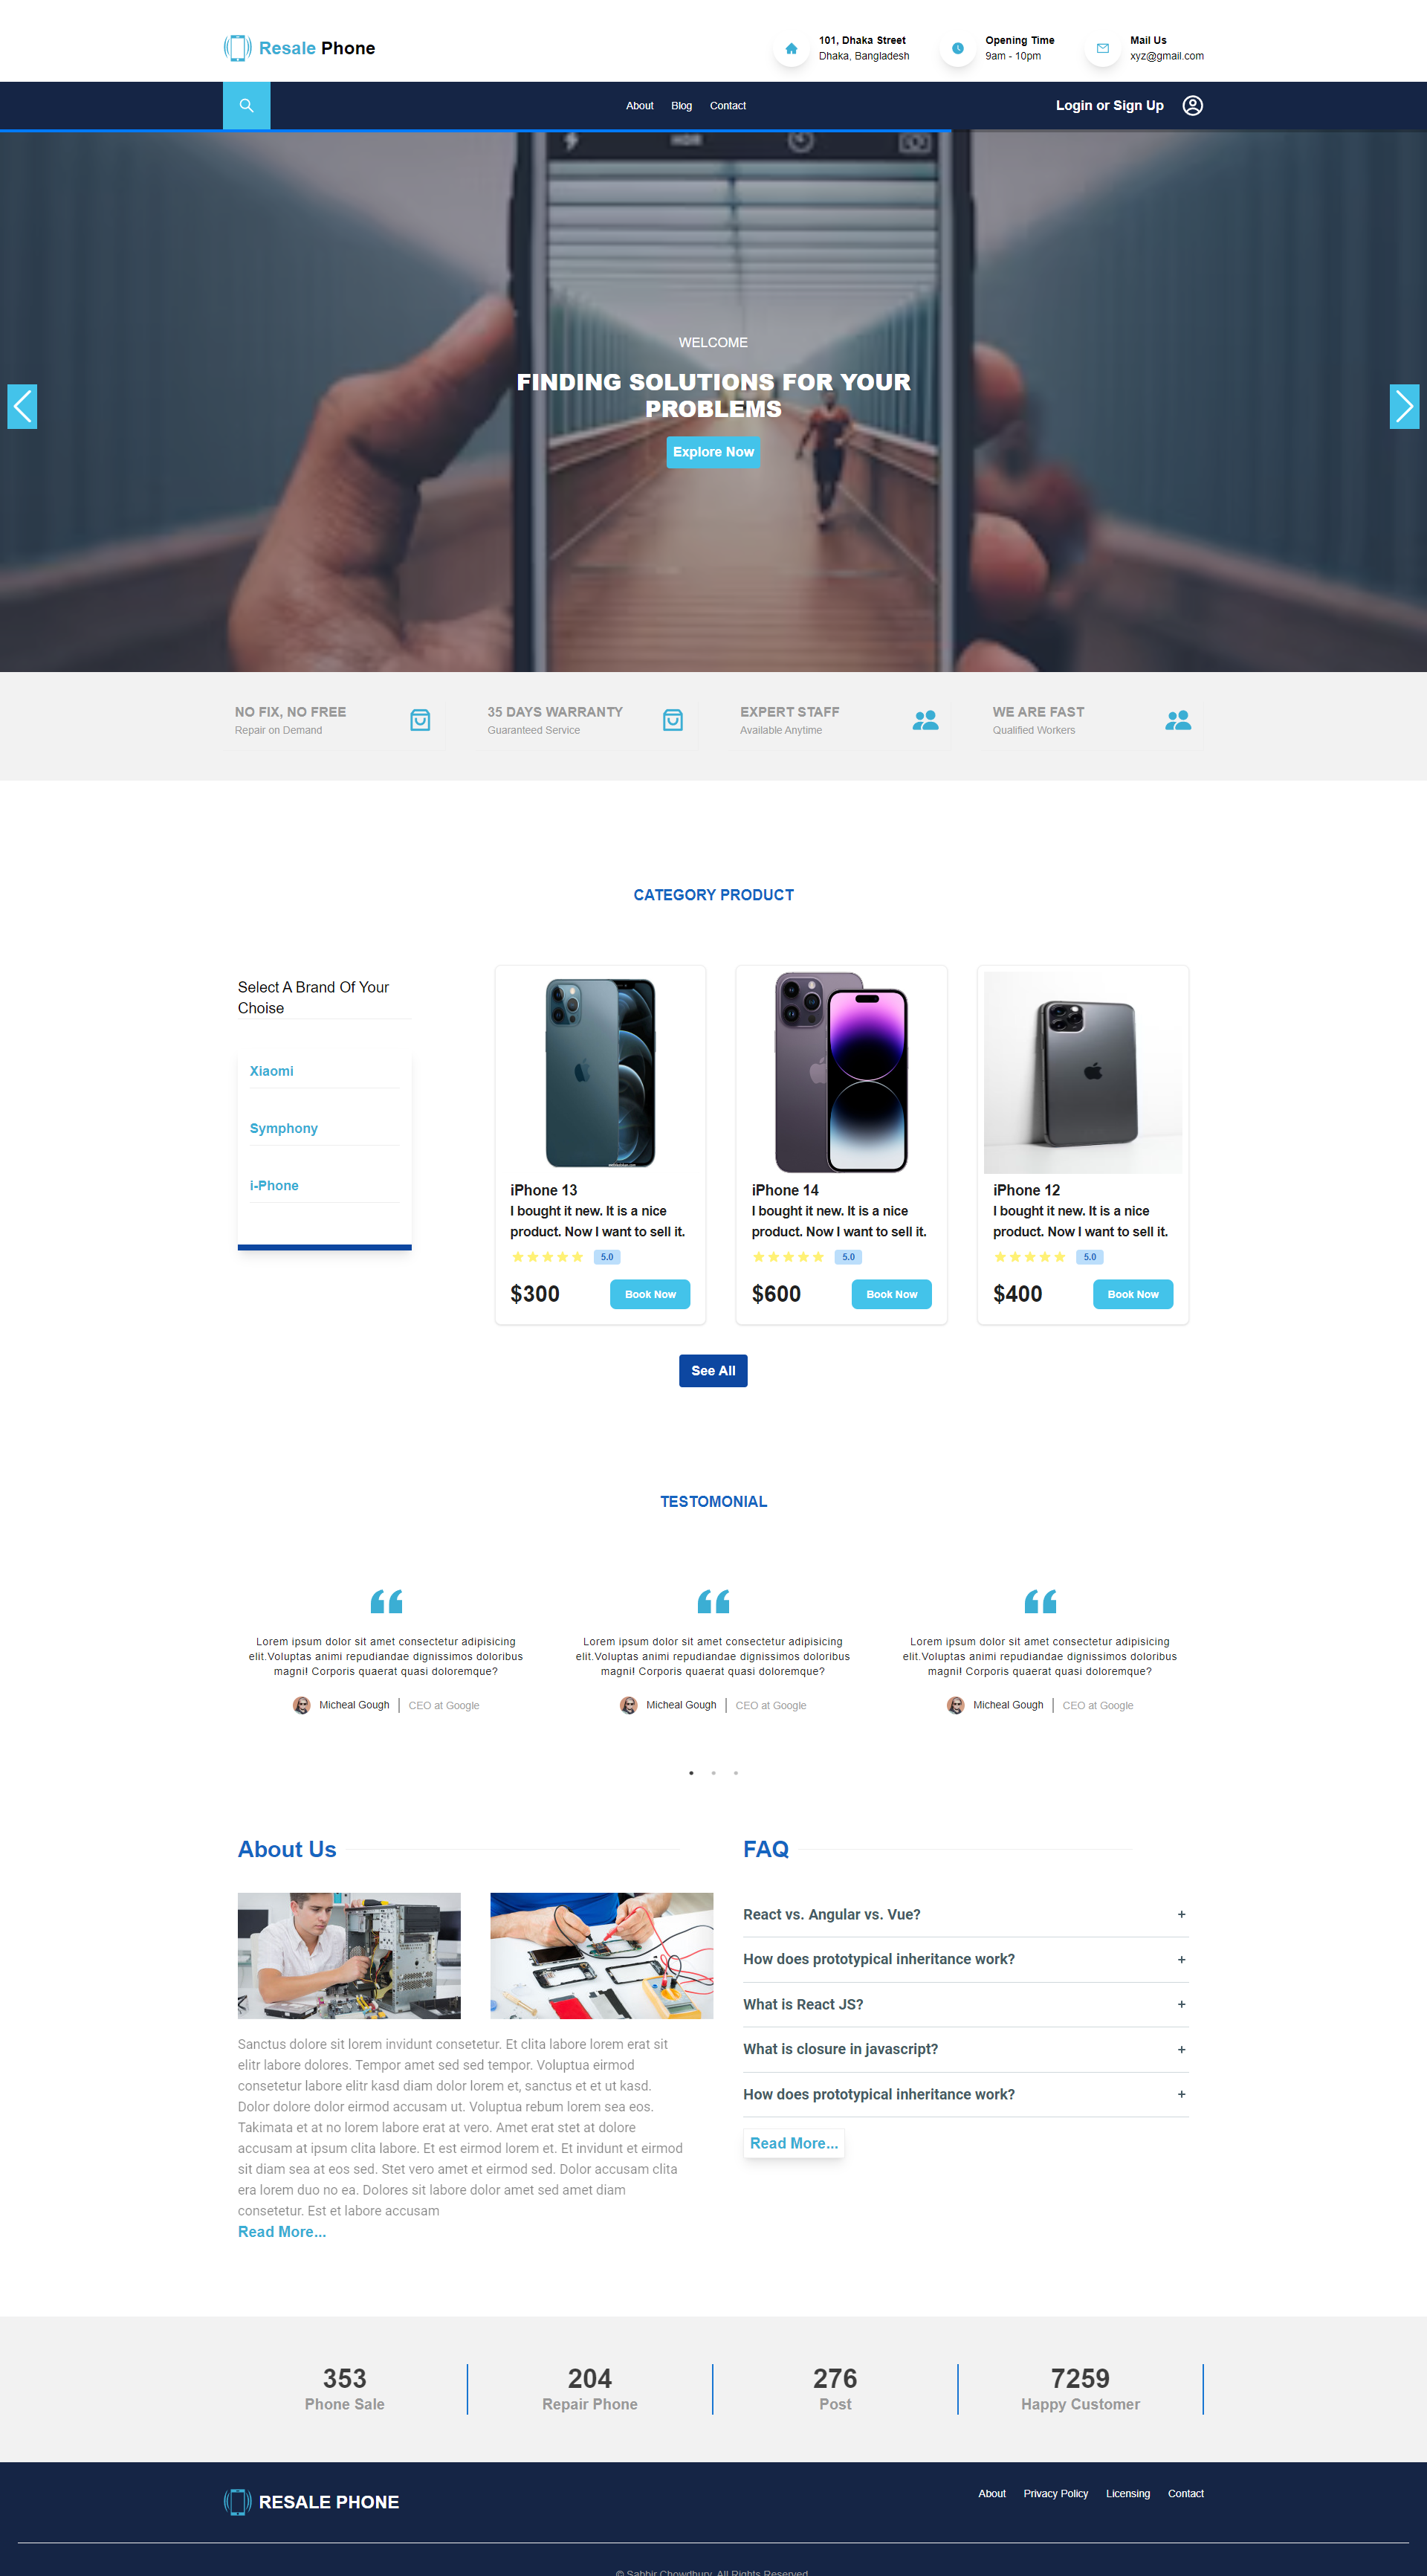 Resale Phone
101, Dhaka Street
Dhaka, Bangladesh
Opening Time
9am - 10pm
Mail Us
xyz@gmail.com
About
Blog
Contact
Login or Sign Up
HDR
WELCOME
FINDING SOLUTIONS FOR YOUR
PROBLEMS
Explore Now
NO FIX, NO FREE
Repair on Demand
35 DAYS WARRANTY
Guaranteed Service
EXPERT STAFF
Available Anytime
WE ARE FAST
Qualified Workers
CATEGORY PRODUCT
Select A Brand Of Your
Choise
Xiaomi
Symphony
i-Phone
iPhone 13
I bought it new. It is a nice
product. Now I want to sell it.
5.0
$300
Book Now
iPhone 14
I bought it new. It is a nice
product. Now I want to sell it.
5.0
$600
Book Now
iPhone 12
I bought it new. It is a nice
product. Now I want to sell it.
5.0
$400
Book Now
See All
TESTOMONIAL
Lorem ipsum dolor sit amet consectetur adipisicing
elit.Voluptas animi repudiandae dignissimos doloribus
magni! Corporis quaerat quasi doloremque?
Micheal Gough
CEO at Google
Lorem ipsum dolor sit amet consectetur adipisicing
elit.Voluptas animi repudiandae dignissimos doloribus
magni! Corporis quaerat quasi doloremque?
Micheal Gough
CEO at Google
Lorem ipsum dolor sit amet consectetur adipisicing
elit.Voluptas animi repudiandae dignissimos doloribus
magni! Corporis quaerat quasi doloremque?
Micheal Gough
CEO at Google
About Us
Sanctus dolore sit lorem invidunt consetetur. Et clita labore lorem erat sit
elitr labore dolores. Tempor amet sed sed tempor. Voluptua eirmod
consetetur labore elitr kasd diam dolor lorem et, sanctus et et ut kasd.
Dolor dolore dolor eirmod accusam ut. Voluptua rebum lorem sea eos.
Takimata et at no lorem labore erat at vero. Amet erat stet at dolore
accusam at ipsum clita labore. Et est eirmod lorem et. Et invidunt et eirmod
sit diam sea at eos sed. Stet vero amet et eirmod sed. Dolor accusam clita
era lorem duo no ea. Dolores sit labore dolor amet sed amet diam
consetetur. Est et labore accusam
Read More...
FAQ
React vs. Angular vs. Vue? +
How does prototypical inheritance work? +
What is React JS? +
What is closure in javascript? +
How does prototypical inheritance work? +
Read More...
353
Phone Sale
204
Repair Phone
276
Post
7259
Happy Customer
RESALE PHONE
About
Privacy Policy
Licensing
Contact
© Sabbir Chowdhury. All Rights Reserved